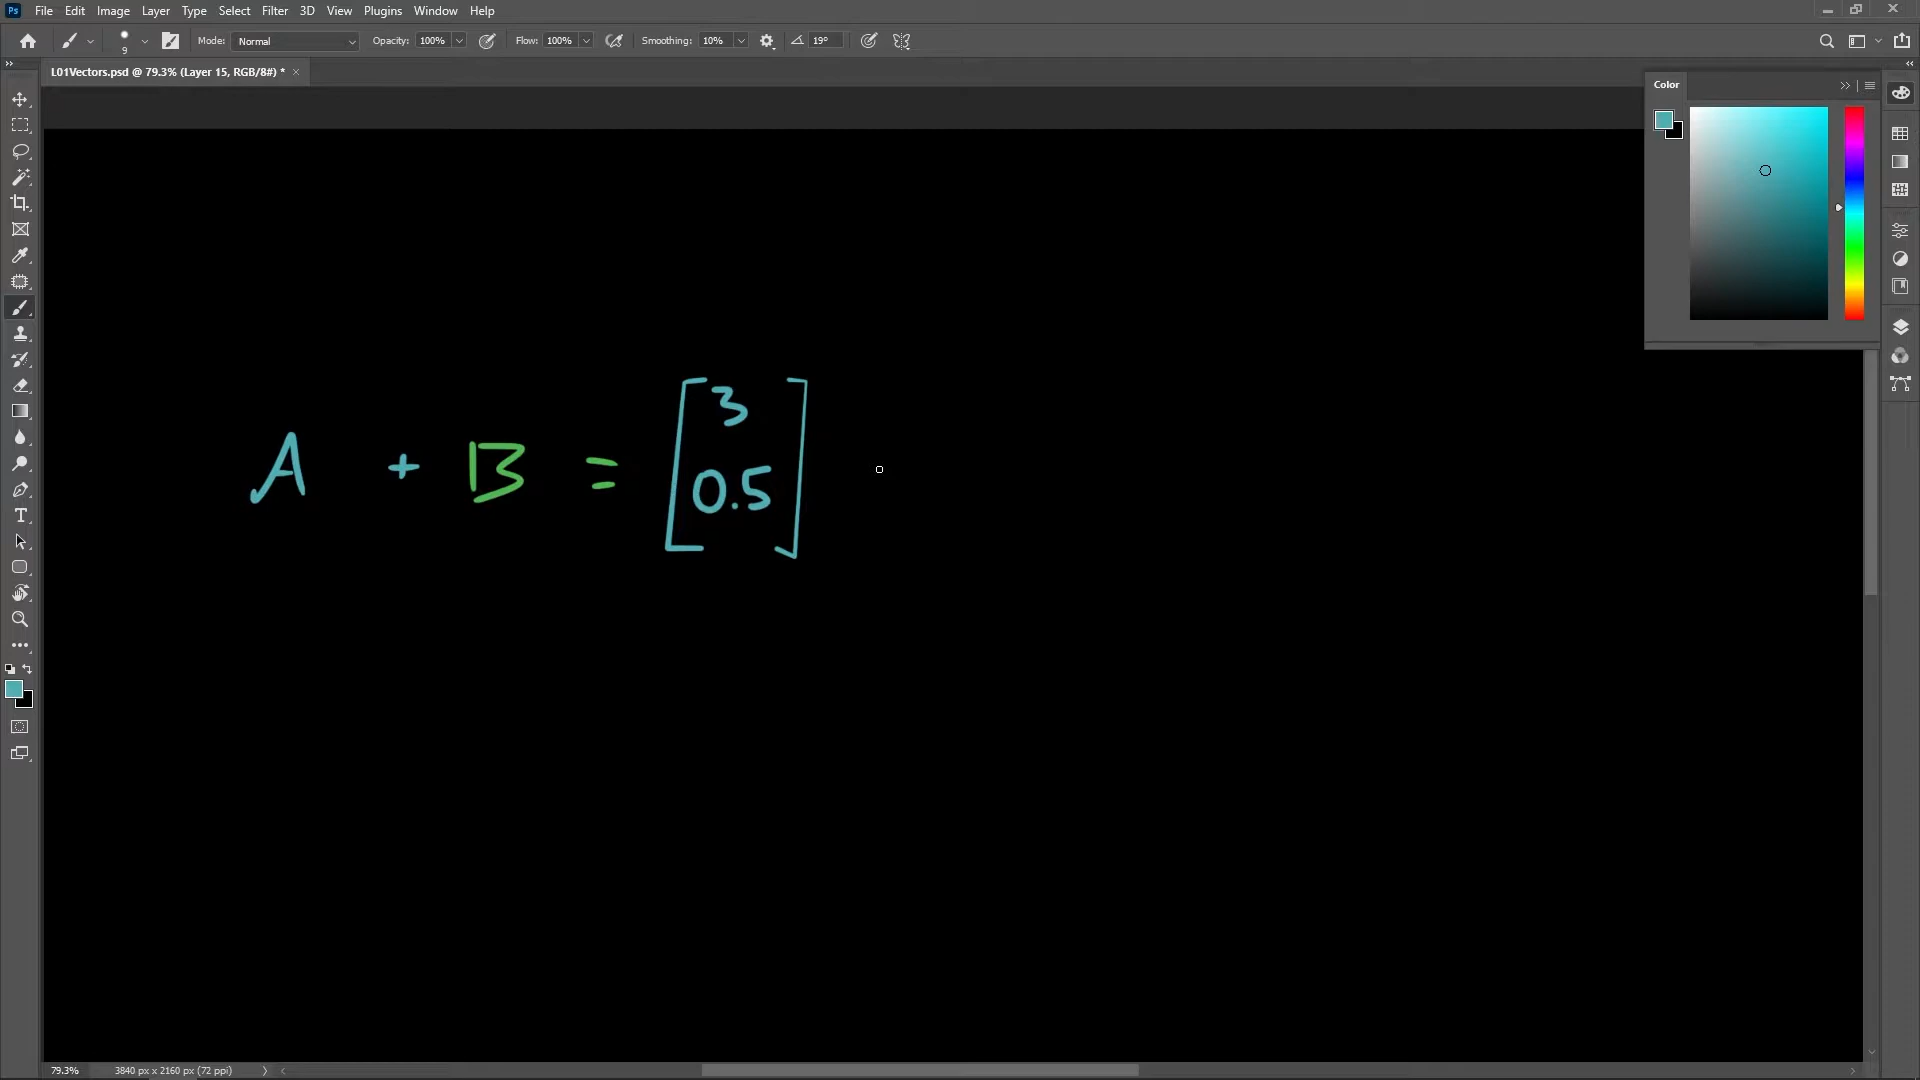 Ps File Edit Image Layer Type Select Filter 3D View Plugins Window Help
9 Mode: Normal Opacity: 100% Flow: 100% Smoothing: 10% 19°
L01Vectors.psd @ 79.3% (Layer 15, RGB/8#) *
Color
3
A + B =
0.5
79.3% 3840 px x 2160 px (72 ppi)